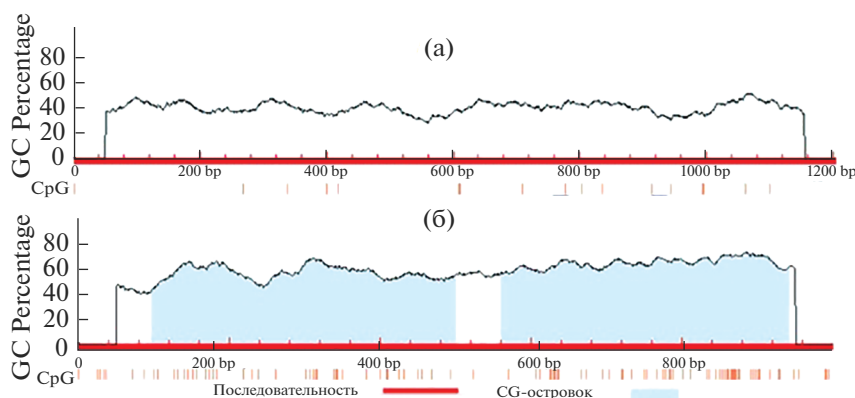 (а)
GC Percentage
80
60
40
20
0
200 bp 400 bp 600 bp 800 bp 1000 bp 1200 bp
CpG
(б)
GC Percentage
80
60
40
20
0
0 200 bp 400 bp 600 bp 800 bp
CpG
Последовательность CG-островок